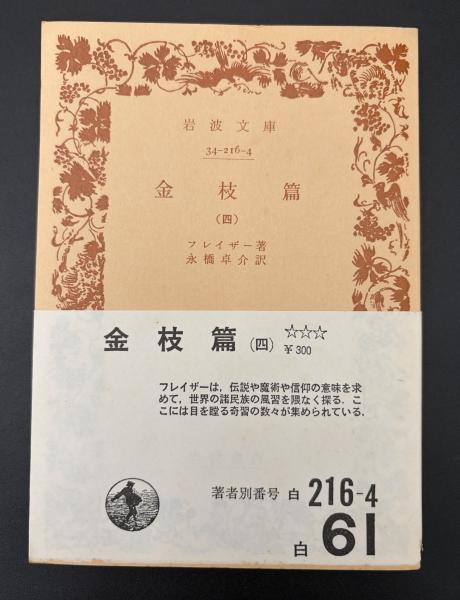 岩波文庫
34-216-4
金枝篇
(四)
フレイザー著
永橋卓介訳
金枝篇(四) ☆☆☆
¥300
フレイザーは，伝説や魔術や信仰の意味を求
めて，世界の諸民族の風習を隈なく探る．こ
こには目を瞠る奇習の数々が集められている．
著者別番号 白 216-4
白 61